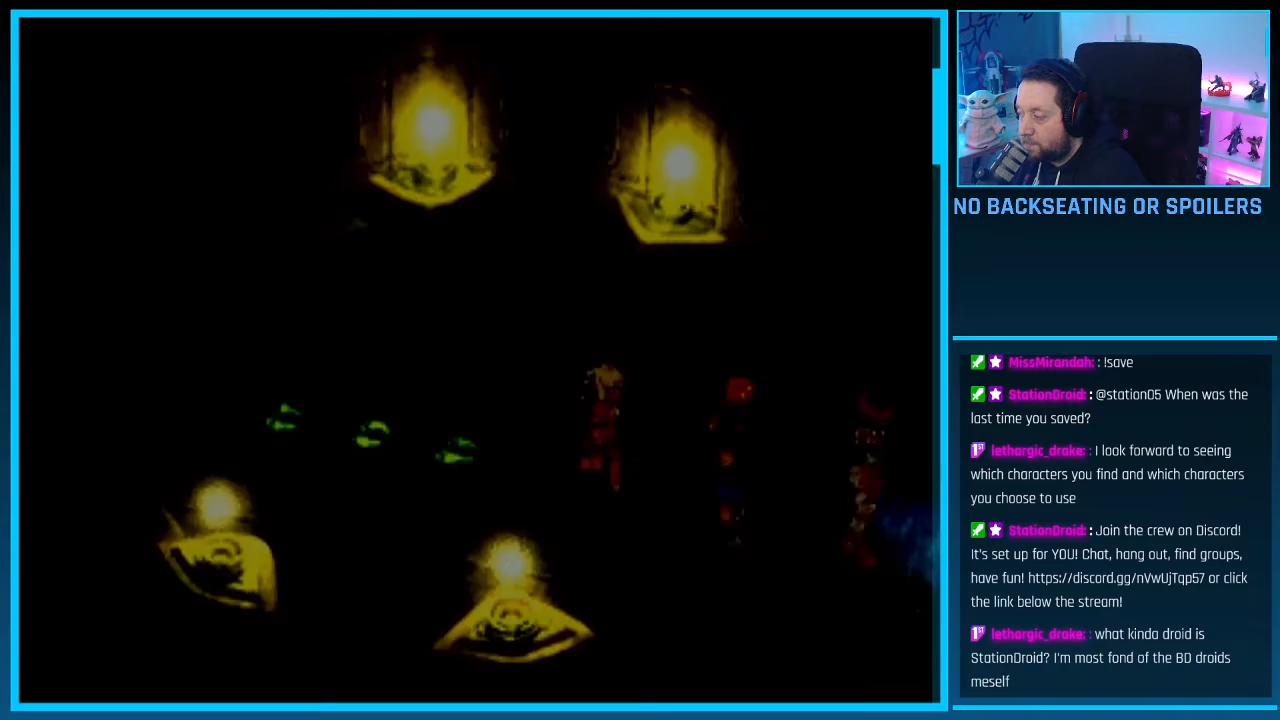 NO BACKSEATING OR SPOILERS
MissMirandah: : !save
StationDroid: : @station05 When was the
last time you saved?
lethargic_drake: : I look forward to seeing
which characters you find and which characters
you choose to use
StationDroid: : Join the crew on Discord!
It's set up for YOU! Chat, hang out, find groups,
have fun! https://discord.gg/nVwUjTqp57 or click
the link below the stream!
lethargic_drake: : what kinda droid is
StationDroid? I'm most fond of the BD droids
meself